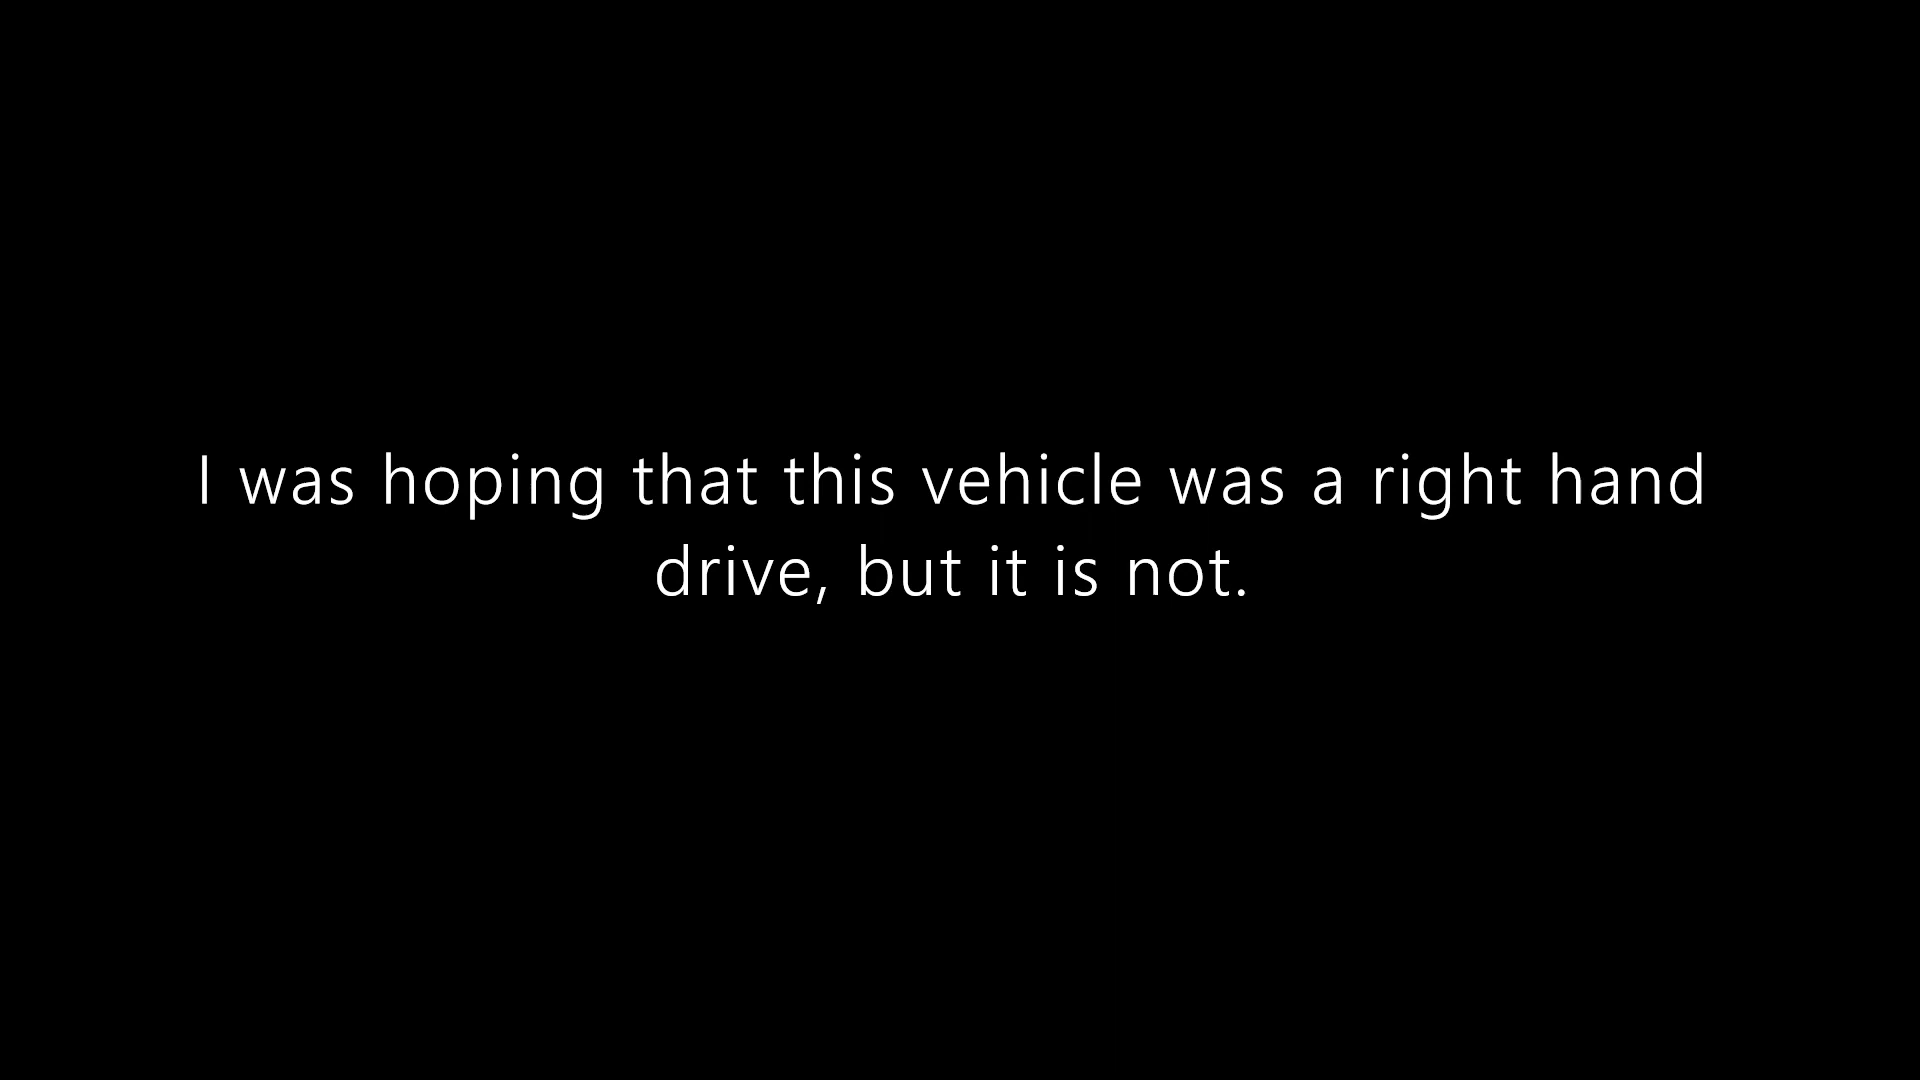 I was hoping that this vehicle was a right hand
drive, but it is not.